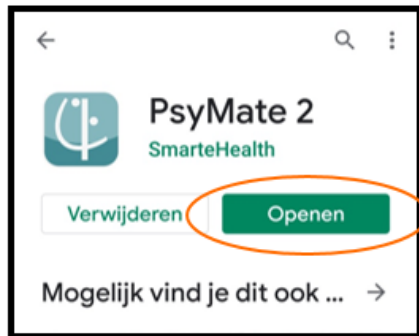 PsyMate 2
SmarteHealth
Verwijderen Openen
Mogelijk vind je dit ook ...